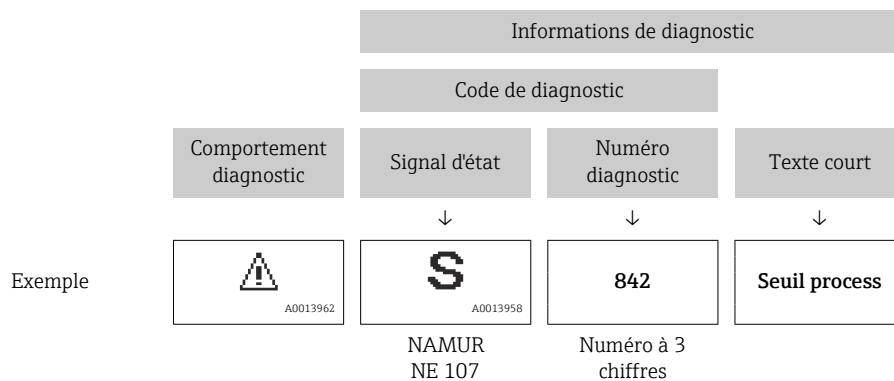 Informations de diagnostic
Code de diagnostic
Comportement
diagnostic
Signal d'état
Numéro
diagnostic
Texte court
↓ ↓ ↓
Exemple
A0013962
S
A0013958
842
Seuil process
NAMUR
NE 107
Numéro à 3
chiffres